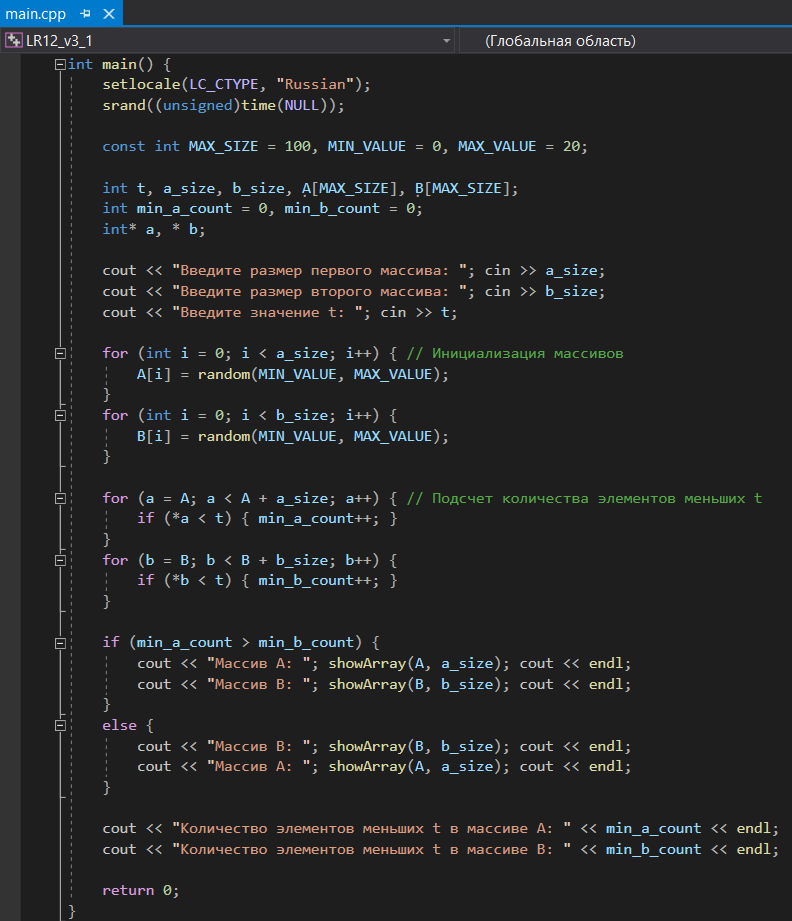 main.cpp
LR12_v3_1 (Глобальная область)
int main() {
setlocale(LC_CTYPE, "Russian");
srand((unsigned)time(NULL));
const int MAX_SIZE = 100, MIN_VALUE = 0, MAX_VALUE = 20;
int t, a_size, b_size, A[MAX_SIZE], B[MAX_SIZE];
int min_a_count = 0, min_b_count = 0;
int* a, * b;
cout << "Введите размер первого массива: "; cin >> a_size;
cout << "Введите размер второго массива: "; cin >> b_size;
cout << "Введите значение t: "; cin >> t;
for (int i = 0; i < a_size; i++) { // Инициализация массивов
A[i] = random(MIN_VALUE, MAX_VALUE);
}
for (int i = 0; i < b_size; i++) {
B[i] = random(MIN_VALUE, MAX_VALUE);
}
for (a = A; a < A + a_size; a++) { // Подсчет количества элементов меньших t
if (*a < t) { min_a_count++; }
}
for (b = B; b < B + b_size; b++) {
if (*b < t) { min_b_count++; }
}
if (min_a_count > min_b_count) {
cout << "Массив A: "; showArray(A, a_size); cout << endl;
cout << "Массив B: "; showArray(B, b_size); cout << endl;
}
else {
cout << "Массив B: "; showArray(B, b_size); cout << endl;
cout << "Массив A: "; showArray(A, a_size); cout << endl;
}
cout << "Количество элементов меньших t в массиве A: " << min_a_count << endl;
cout << "Количество элементов меньших t в массиве B: " << min_b_count << endl;
return 0;
}